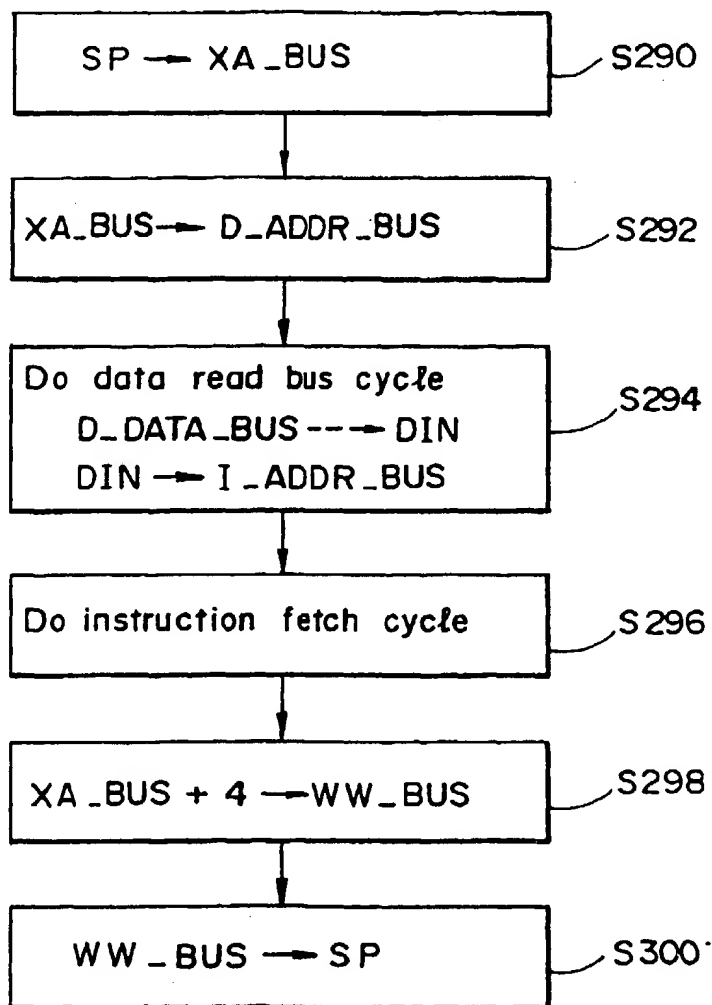 SP → XA_BUS S290
XA_BUS → D_ADDR_BUS S292
Do data read bus cycle
D_DATA_BUS ---→ DIN S294
DIN → I_ADDR_BUS
Do instruction fetch cycle S296
XA_BUS + 4 → WW_BUS S298
WW_BUS → SP S300